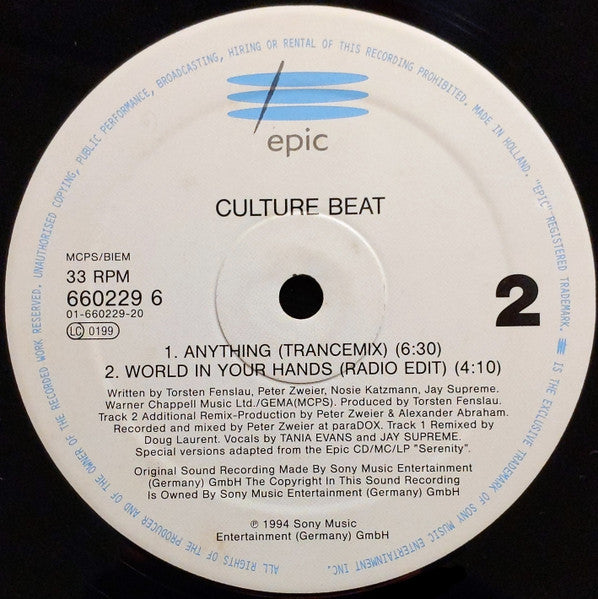 UNAUTHORISED COPYING, PUBLIC PERFORMANCE, BROADCASTING, HIRING OR RENTAL OF THIS RECORDING PROHIBITED. MADE IN HOLLAND. "EPIC" REGISTERED TRADEMARK.
IS THE EXCLUSIVE TRADEMARK OF SONY MUSIC ENTERTAINMENT INC.
ALL RIGHTS OF THE PRODUCER AND OF THE OWNER OF THE RECORDED WORK RESERVED.
epic
CULTURE BEAT
MCPS/BIEM
33 RPM
660229 6
01-660229-20
LC 0199
2
1. ANYTHING (TRANCEMIX) (6:30)
2. WORLD IN YOUR HANDS (RADIO EDIT) (4:10)
Written by Torsten Fenslau, Peter Zweier, Nosie Katzmann, Jay Supreme.
Warner Chappell Music Ltd./GEMA(MCPS). Produced by Torsten Fenslau.
Track 2 Additional Remix-Production by Peter Zweier & Alexander Abraham.
Recorded and mixed by Peter Zweier at paraDOX. Track 1 Remixed by
Doug Laurent. Vocals by TANIA EVANS and JAY SUPREME.
Special versions adapted from the Epic CD/MC/LP "Serenity".
Original Sound Recording Made By Sony Music Entertainment
(Germany) GmbH The Copyright In This Sound Recording
Is Owned By Sony Music Entertainment (Germany) GmbH
℗ 1994 Sony Music
Entertainment (Germany) GmbH